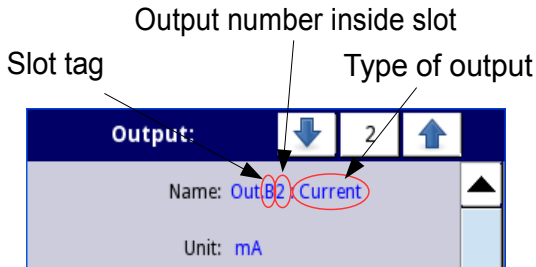 Output number inside slot
Slot tag
Type of output
Output: 2
Name: Out.B2 : Current
Unit: mA